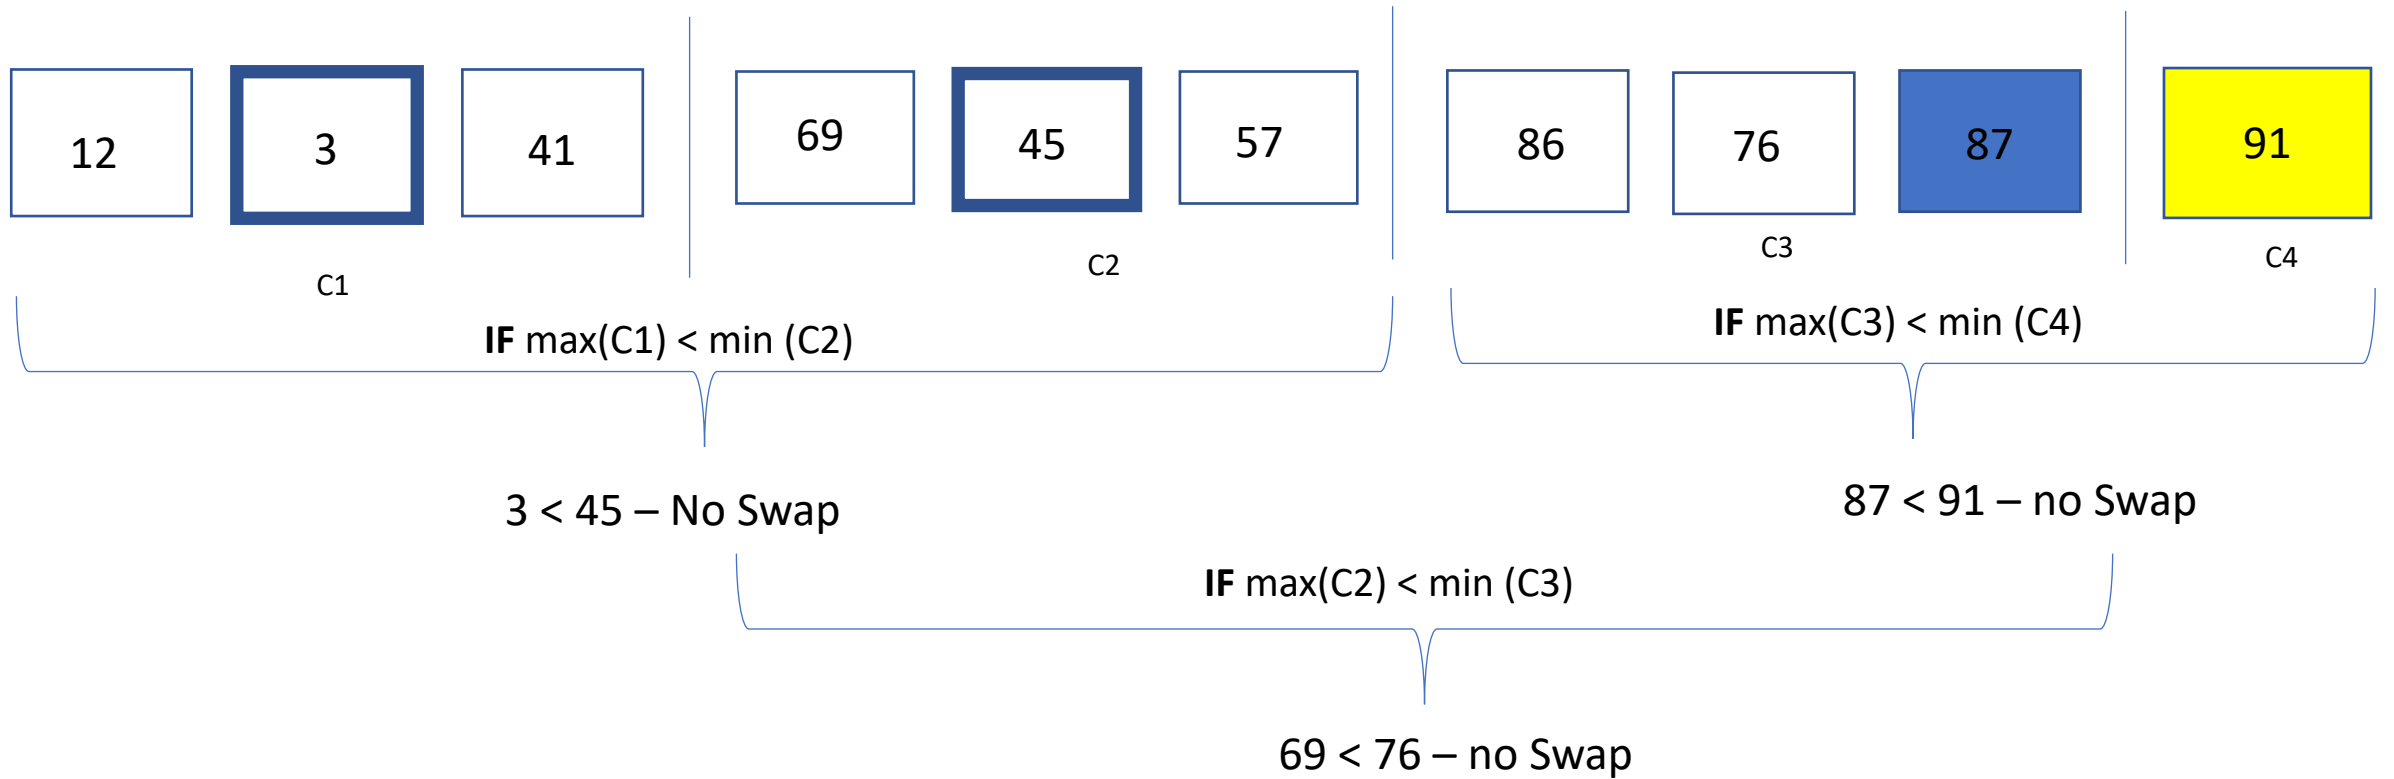 12
3
41
69
45
57
86
76
87
91
C1
C2
C3
C4
IF max(C1) < min (C2)
IF max(C3) < min (C4)
3 < 45 – No Swap
87 < 91 – no Swap
IF max(C2) < min (C3)
69 < 76 – no Swap